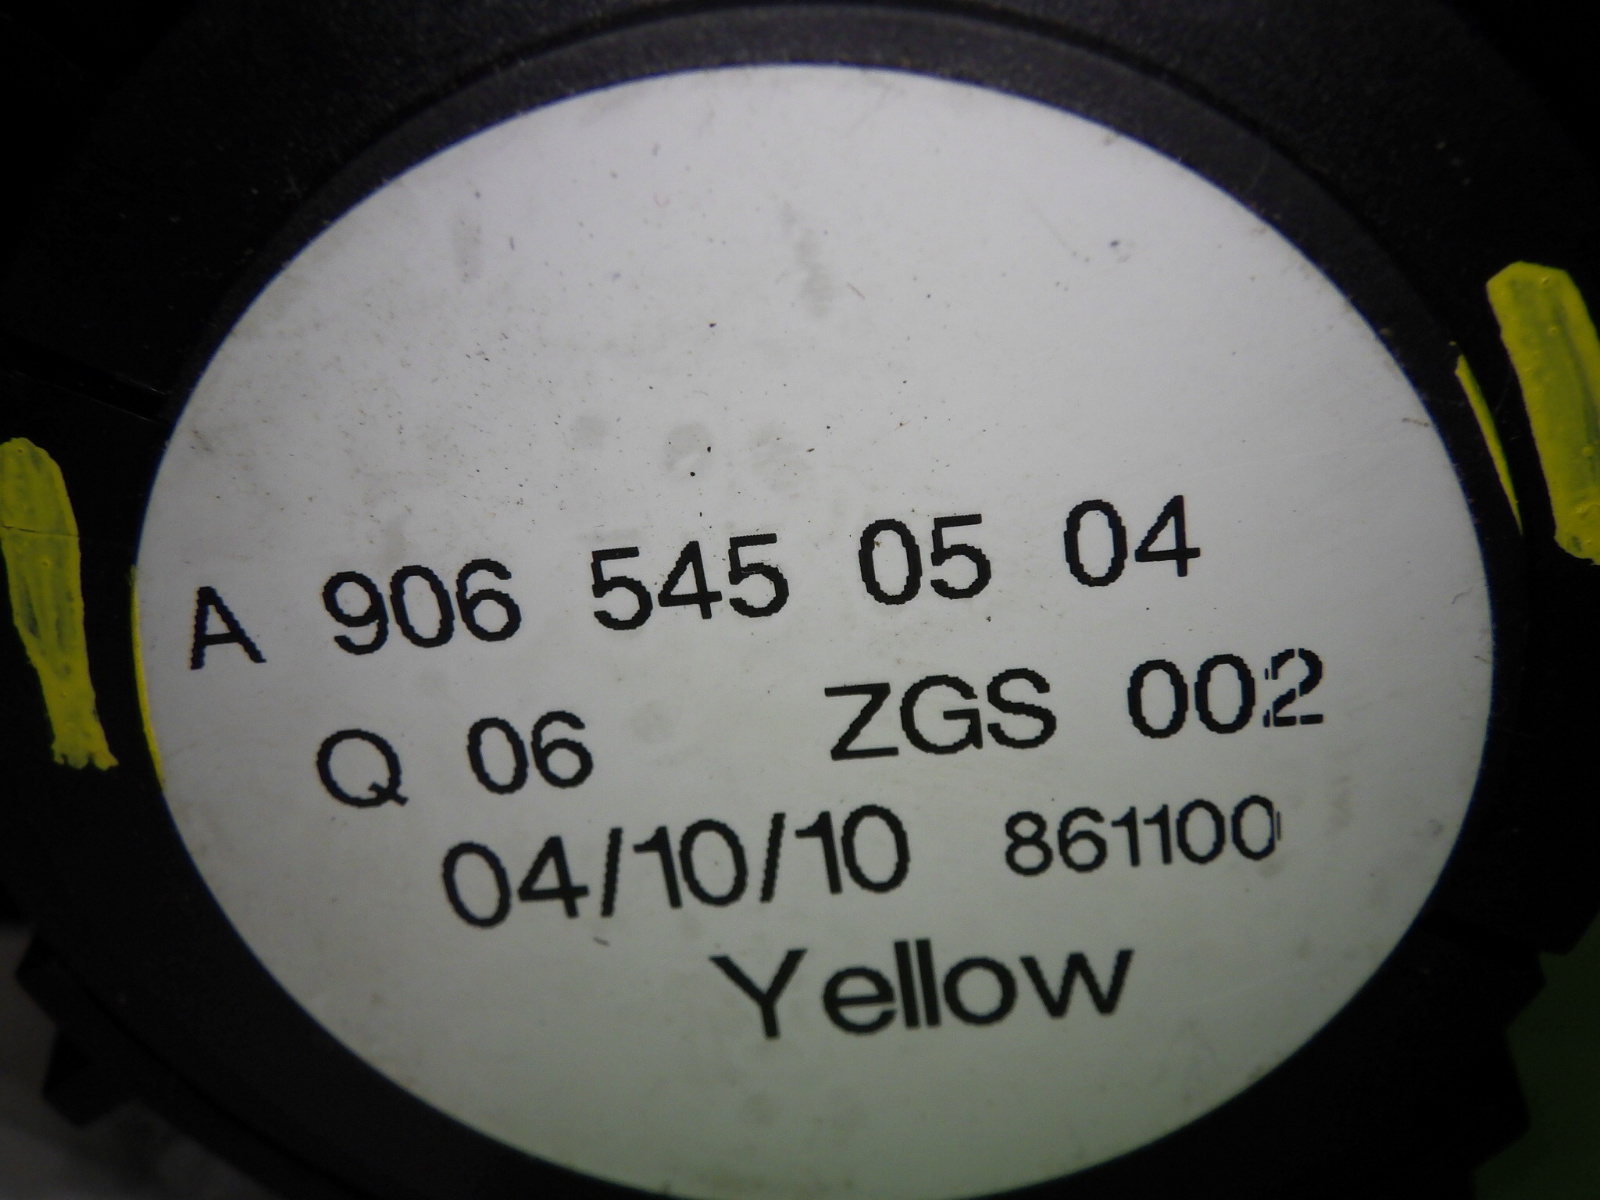 A 906 545 05 04
Q 06 ZGS 002
04/10/10 861100
Yellow